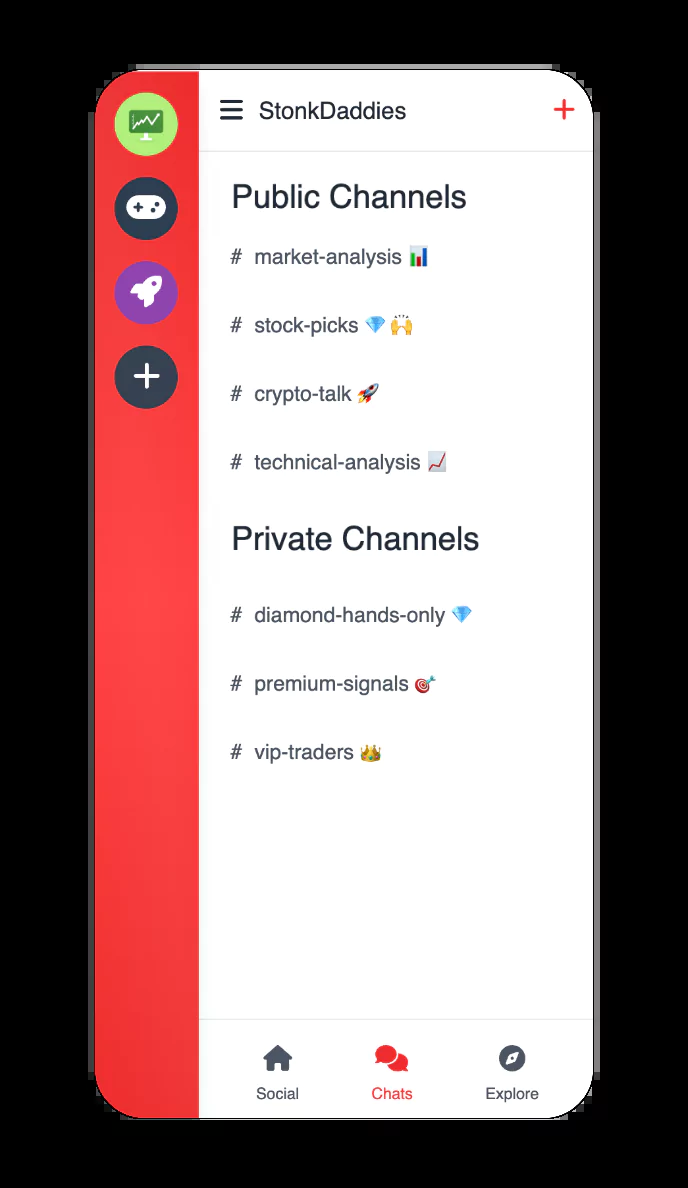 StonkDaddies
Public Channels
# market-analysis 📊
# stock-picks 💎 🙌
# crypto-talk 🚀
# technical-analysis 📈
Private Channels
# diamond-hands-only 💎
# premium-signals 🎯
# vip-traders 👑
Social
Chats
Explore